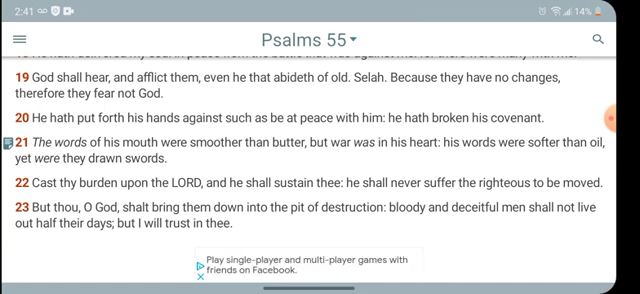 2:41 14%
Psalms 55
19 God shall hear, and afflict them, even he that abideth of old. Selah. Because they have no changes,
therefore they fear not God.
20 He hath put forth his hands against such as be at peace with him: he hath broken his covenant.
21 The words of his mouth were smoother than butter, but war was in his heart: his words were softer than oil,
yet were they drawn swords.
22 Cast thy burden upon the LORD, and he shall sustain thee: he shall never suffer the righteous to be moved.
23 But thou, O God, shalt bring them down into the pit of destruction: bloody and deceitful men shall not live
out half their days; but I will trust in thee.
Play single-player and multi-player games with
friends on Facebook.